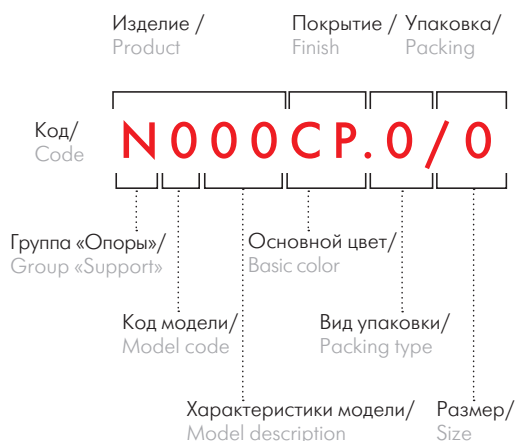 Изделие /
Product
Покрытие /
Finish
Упаковка/
Packing
Код/
Code
N000CP.0/0
Группа «Опоры»/
Group «Support»
Основной цвет/
Basic color
Код модели/
Model code
Вид упаковки/
Packing type
Характеристики модели/
Model description
Размер/
Size